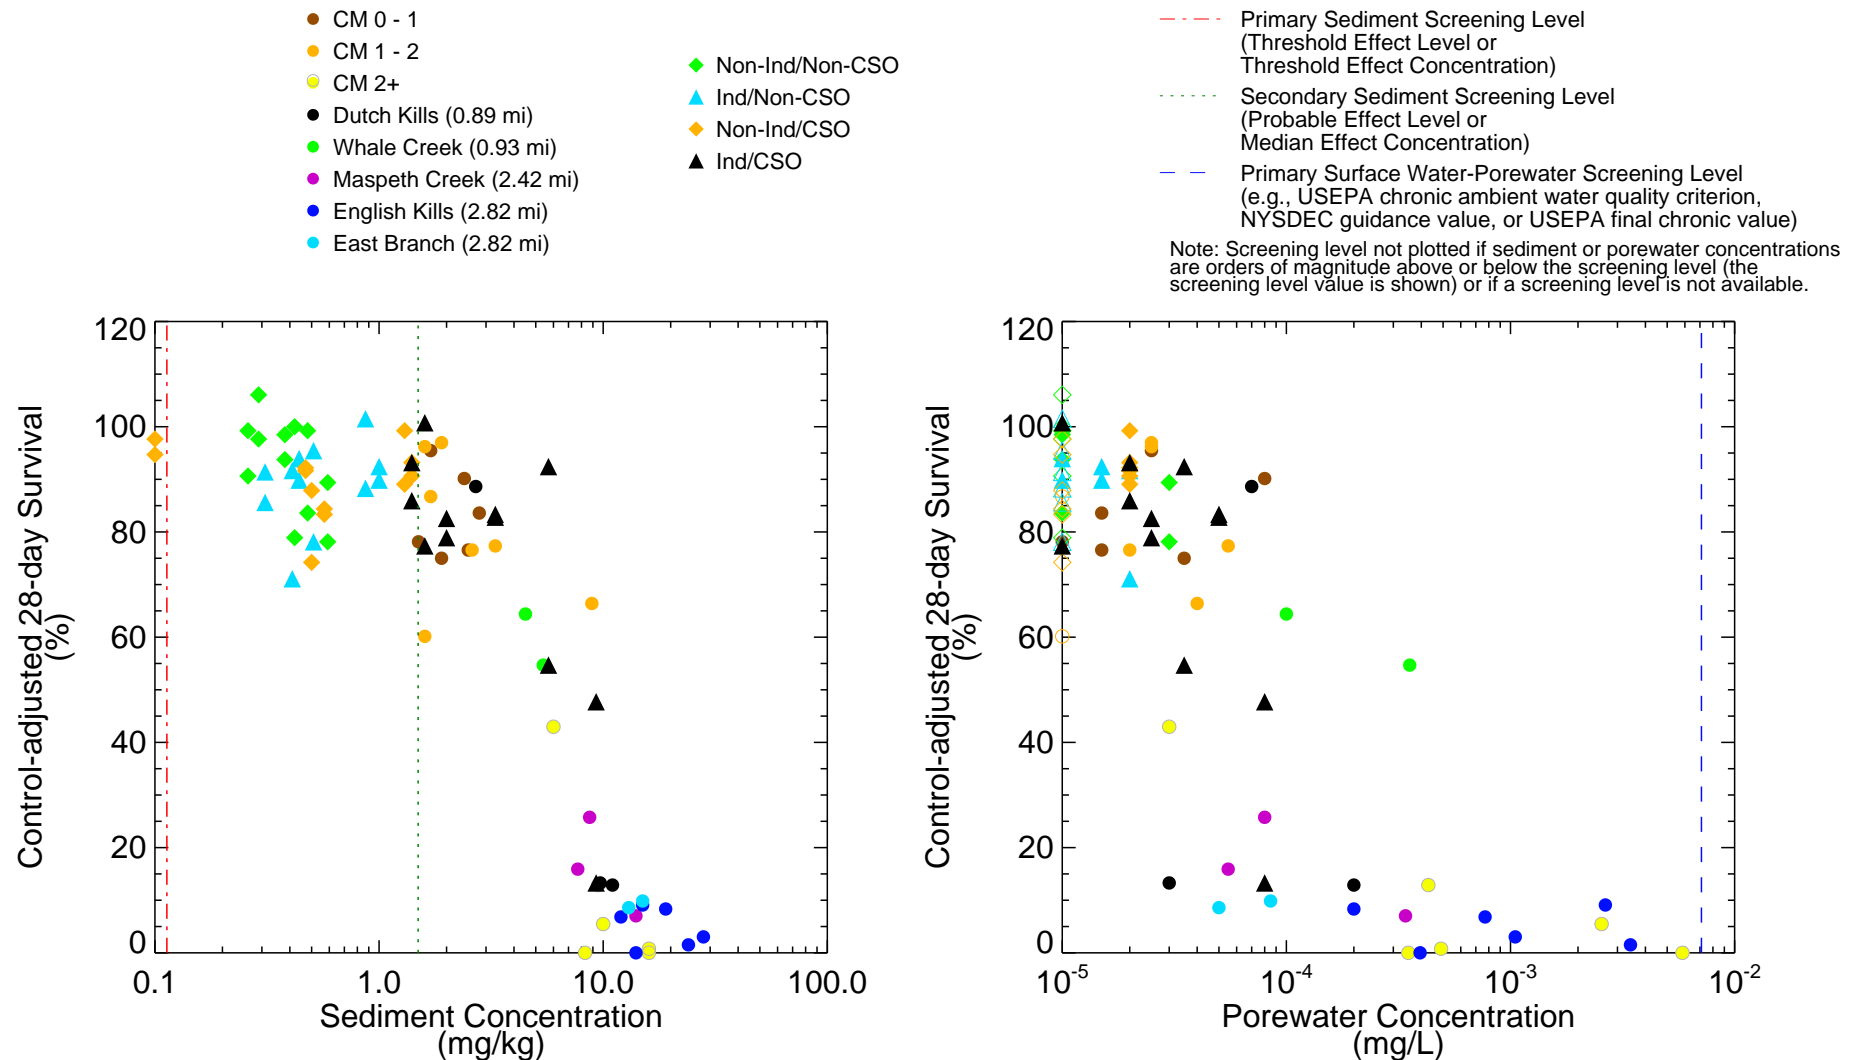 CM 0 - 1
CM 1 - 2
CM 2+
Dutch Kills (0.89 mi)
Whale Creek (0.93 mi)
Maspeth Creek (2.42 mi)
English Kills (2.82 mi)
East Branch (2.82 mi)
Non-Ind/Non-CSO
Ind/Non-CSO
Non-Ind/CSO
Ind/CSO
Primary Sediment Screening Level
(Threshold Effect Level or
Threshold Effect Concentration)
Secondary Sediment Screening Level
(Probable Effect Level or
Median Effect Concentration)
Primary Surface Water-Porewater Screening Level
(e.g., USEPA chronic ambient water quality criterion,
NYSDEC guidance value, or USEPA final chronic value)
Note: Screening level not plotted if sediment or porewater concentrations
are orders of magnitude above or below the screening level (the
screening level value is shown) or if a screening level is not available.
Control-adjusted 28-day Survival
(%)
120
100
80
60
40
20
0
0.1
1.0
10.0
100.0
Sediment Concentration
(mg/kg)
Control-adjusted 28-day Survival
(%)
120
100
80
60
40
20
0
10⁻⁵
10⁻⁴
10⁻³
10⁻²
Porewater Concentration
(mg/L)